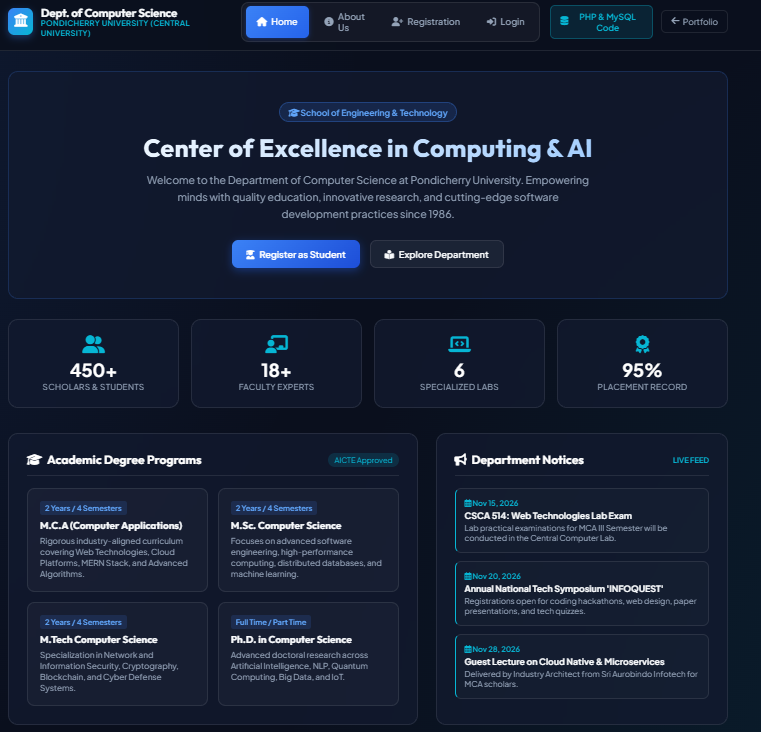 Dept. of Computer Science
PONDICHERRY UNIVERSITY (CENTRAL
UNIVERSITY)
Home
About
Us
Registration
Login
PHP & MySQL
Code
Portfolio
School of Engineering & Technology
Center of Excellence in Computing & AI
Welcome to the Department of Computer Science at Pondicherry University. Empowering
minds with quality education, innovative research, and cutting-edge software
development practices since 1986.
Register as Student
Explore Department
450+
SCHOLARS & STUDENTS
18+
FACULTY EXPERTS
6
SPECIALIZED LABS
95%
PLACEMENT RECORD
Academic Degree Programs
AICTE Approved
2 Years / 4 Semesters
M.C.A (Computer Applications)
Rigorous industry-aligned curriculum
covering Web Technologies, Cloud
Platforms, MERN Stack, and Advanced
Algorithms.
2 Years / 4 Semesters
M.Sc. Computer Science
Focuses on advanced software
engineering, high-performance
computing, distributed databases, and
machine learning.
2 Years / 4 Semesters
M.Tech Computer Science
Specialization in Network and
Information Security, Cryptography,
Blockchain, and Cyber Defense
Systems.
Full Time / Part Time
Ph.D. in Computer Science
Advanced doctoral research across
Artificial Intelligence, NLP, Quantum
Computing, Big Data, and IoT.
Department Notices
LIVE FEED
Nov 15, 2026
CSCA 514: Web Technologies Lab Exam
Lab practical examinations for MCA III Semester will be
conducted in the Central Computer Lab.
Nov 20, 2026
Annual National Tech Symposium 'INFOQUEST'
Registrations open for coding hackathons, web design, paper
presentations, and tech quizzes.
Nov 28, 2026
Guest Lecture on Cloud Native & Microservices
Delivered by Industry Architect from Sri Aurobindo Infotech for
MCA scholars.